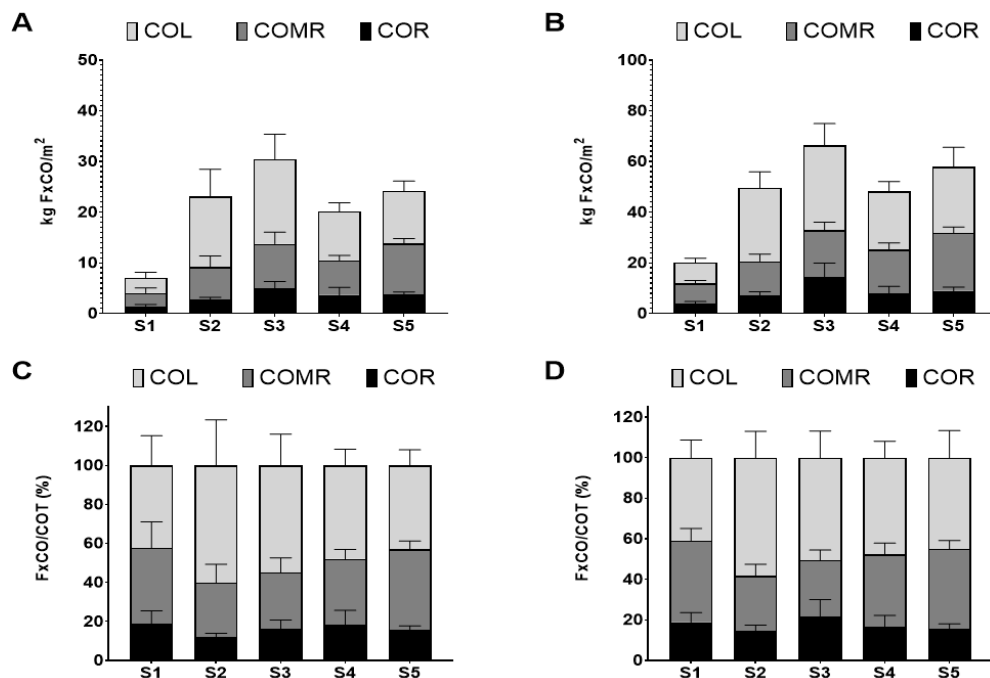 A
COL COMR COR
kg FxCO/m²
50
40
30
20
10
0
S1 S2 S3 S4 S5
B
COL COMR COR
kg FxCO/m²
100
80
60
40
20
0
S1 S2 S3 S4 S5
C
COL COMR COR
FxCO/COT (%)
120
100
80
60
40
20
0
S1 S2 S3 S4 S5
D
COL COMR COR
FxCO/COT (%)
120
100
80
60
40
20
0
S1 S2 S3 S4 S5